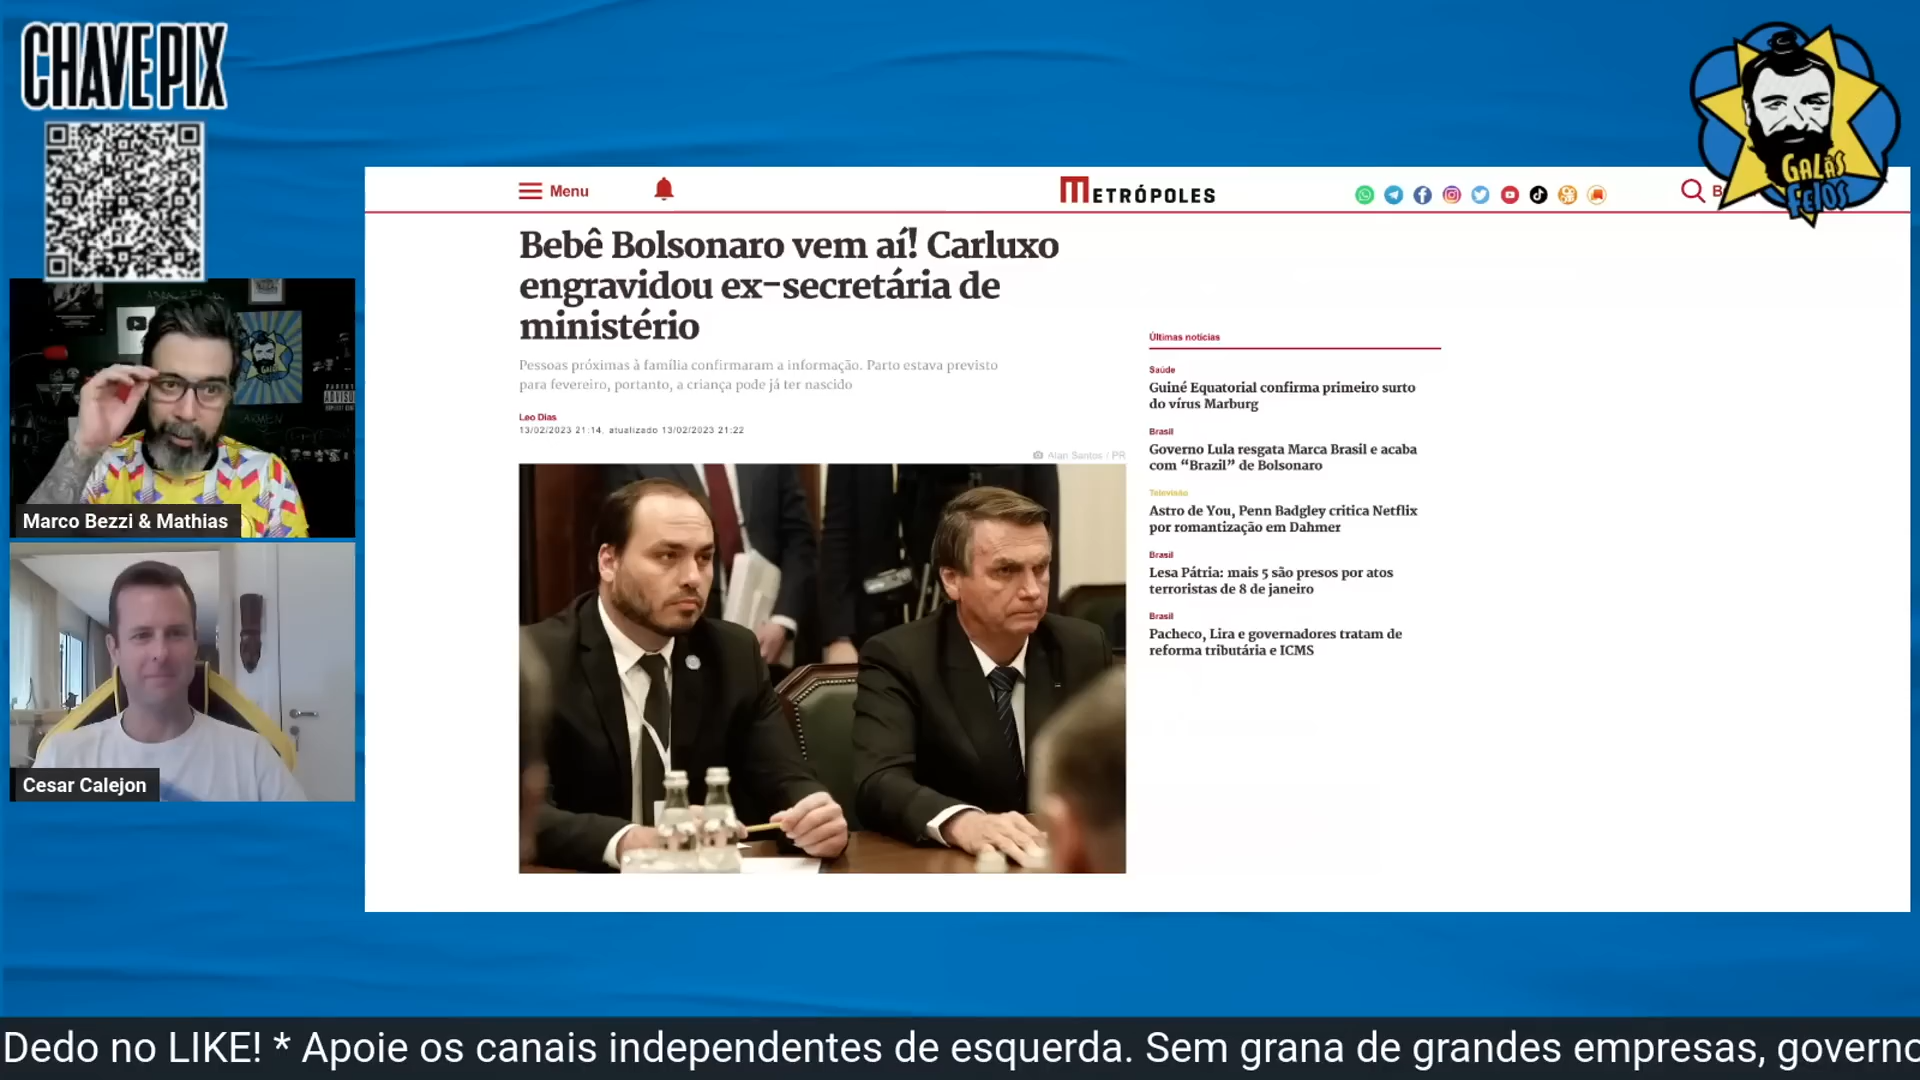 CHAVE PIX
GALÃS
FEIOS
Menu
METRÓPOLES
B
Bebê Bolsonaro vem aí! Carluxo
engravidou ex-secretária de
ministério
Pessoas próximas à família confirmaram a informação. Parto estava previsto
para fevereiro, portanto, a criança pode já ter nascido
Leo Dias
13/02/2023 21:14, atualizado 13/02/2023 21:22
Alan Santos / PR
Últimas notícias
Saúde
Guiné Equatorial confirma primeiro surto
do vírus Marburg
Brasil
Governo Lula resgata Marca Brasil e acaba
com “Brazil” de Bolsonaro
Televisão
Astro de You, Penn Badgley critica Netflix
por romantização em Dahmer
Brasil
Lesa Pátria: mais 5 são presos por atos
terroristas de 8 de janeiro
Brasil
Pacheco, Lira e governadores tratam de
reforma tributária e ICMS
Marco Bezzi & Mathias
Cesar Calejon
Dedo no LIKE! * Apoie os canais independentes de esquerda. Sem grana de grandes empresas, governo